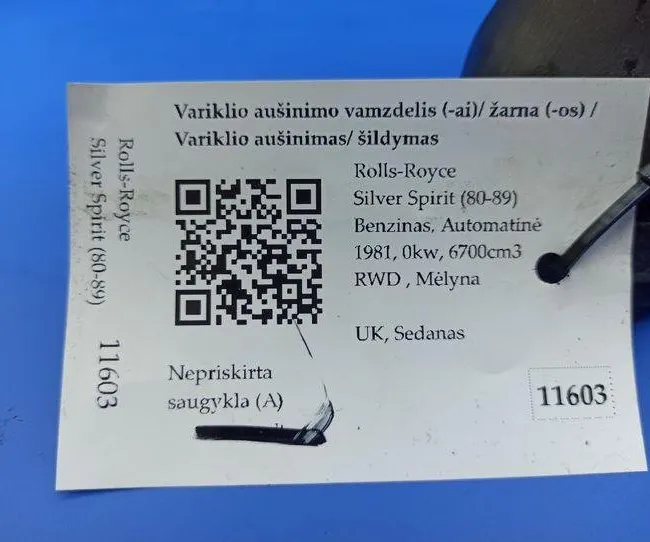 Variklio aušinimo vamzdelis (-ai)/ žarna (-os) /
Variklio aušinimas/ šildymas
Rolls-Royce
Silver Spirit (80-89)
Benzinas, Automatinė
1981, 0kw, 6700cm3
RWD , Mėlyna
UK, Sedanas
Nepriskirta
saugykla (A)
11603
Rolls-Royce
Silver Spirit (80-89)
11603